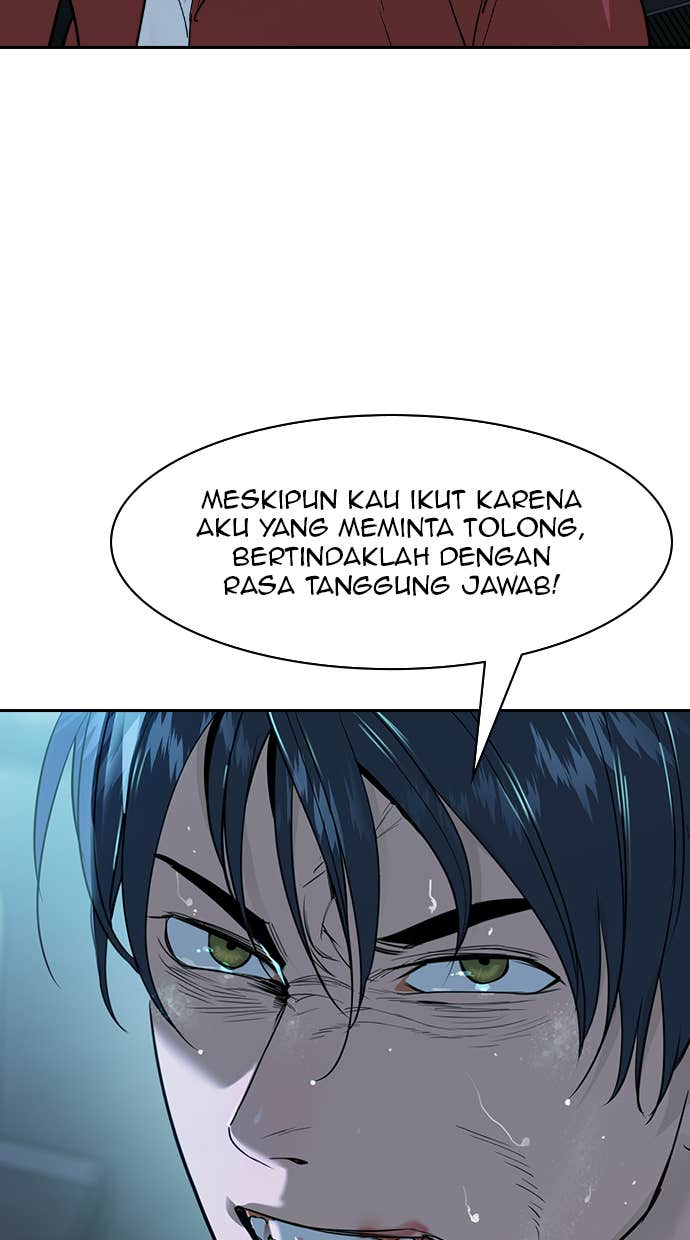 MESKIPUN KAU IKUT KARENA
AKU YANG MEMINTA TOLONG,
BERTINDAKLAH DENGAN
RASA TANGGUNG JAWAB!